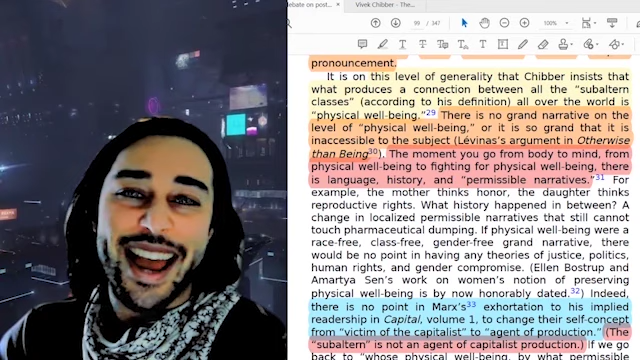 ebate on post... × Vivek Chibber - The...
99 / 347
100%
pronouncement.
It is on this level of generality that Chibber insists that
what produces a connection between all the “subaltern
classes” (according to his definition) all over the world is
“physical well-being.”29 There is no grand narrative on the
level of “physical well-being,” or it is so grand that it is
inaccessible to the subject (Lévinas’s argument in Otherwise
than Being30). The moment you go from body to mind, from
physical well-being to fighting for physical well-being, there
is language, history, and “permissible narratives.”31 For
example, the mother thinks honor, the daughter thinks
reproductive rights. What history happened in between? A
change in localized permissible narratives that still cannot
touch pharmaceutical dumping. If physical well-being were a
race-free, class-free, gender-free grand narrative, there
would be no point in having any theories of justice, politics,
human rights, and gender compromise. (Ellen Bostrup and
Amartya Sen’s work on women’s notion of preserving
physical well-being is by now honorably dated.32) Indeed,
there is no point in Marx’s33 exhortation to his implied
readership in Capital, volume 1, to change their self-concept
from “victim of the capitalist” to “agent of production.” (The
“subaltern” is not an agent of capitalist production.) If we go
back to “whose physical well-being, by what permissible